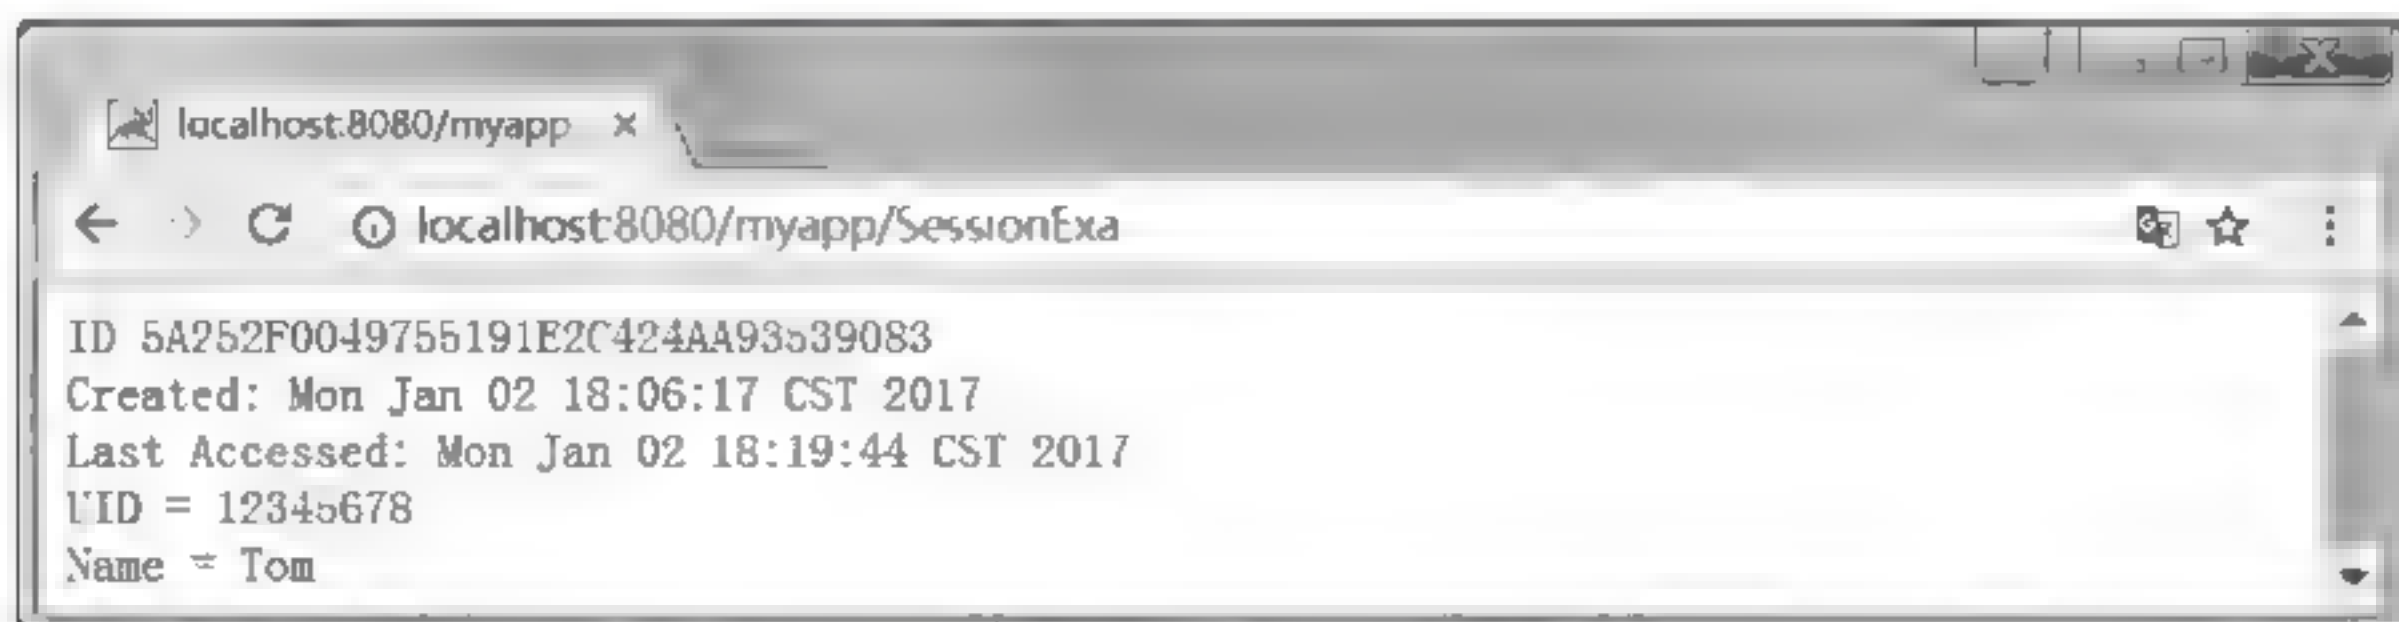 localhost:8080/myapp
localhost:8080/myapp/SessionExa
ID 5A252F0049755191E2C424AA93539083
Created: Mon Jan 02 18:06:17 CST 2017
Last Accessed: Mon Jan 02 18:19:44 CST 2017
UID = 12345678
Name = Tom